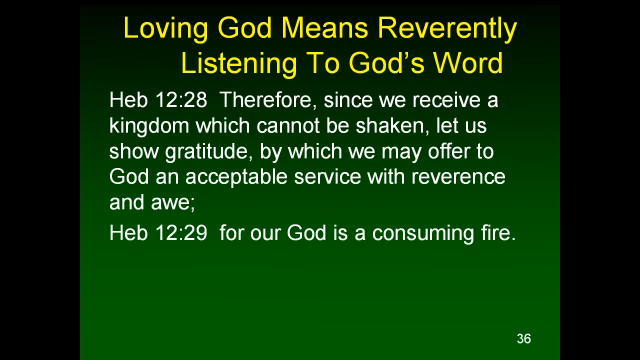 Loving God Means Reverently
Listening To God's Word
Heb 12:28  Therefore, since we receive a
kingdom which cannot be shaken, let us
show gratitude, by which we may offer to
God an acceptable service with reverence
and awe;
Heb 12:29  for our God is a consuming fire.
36